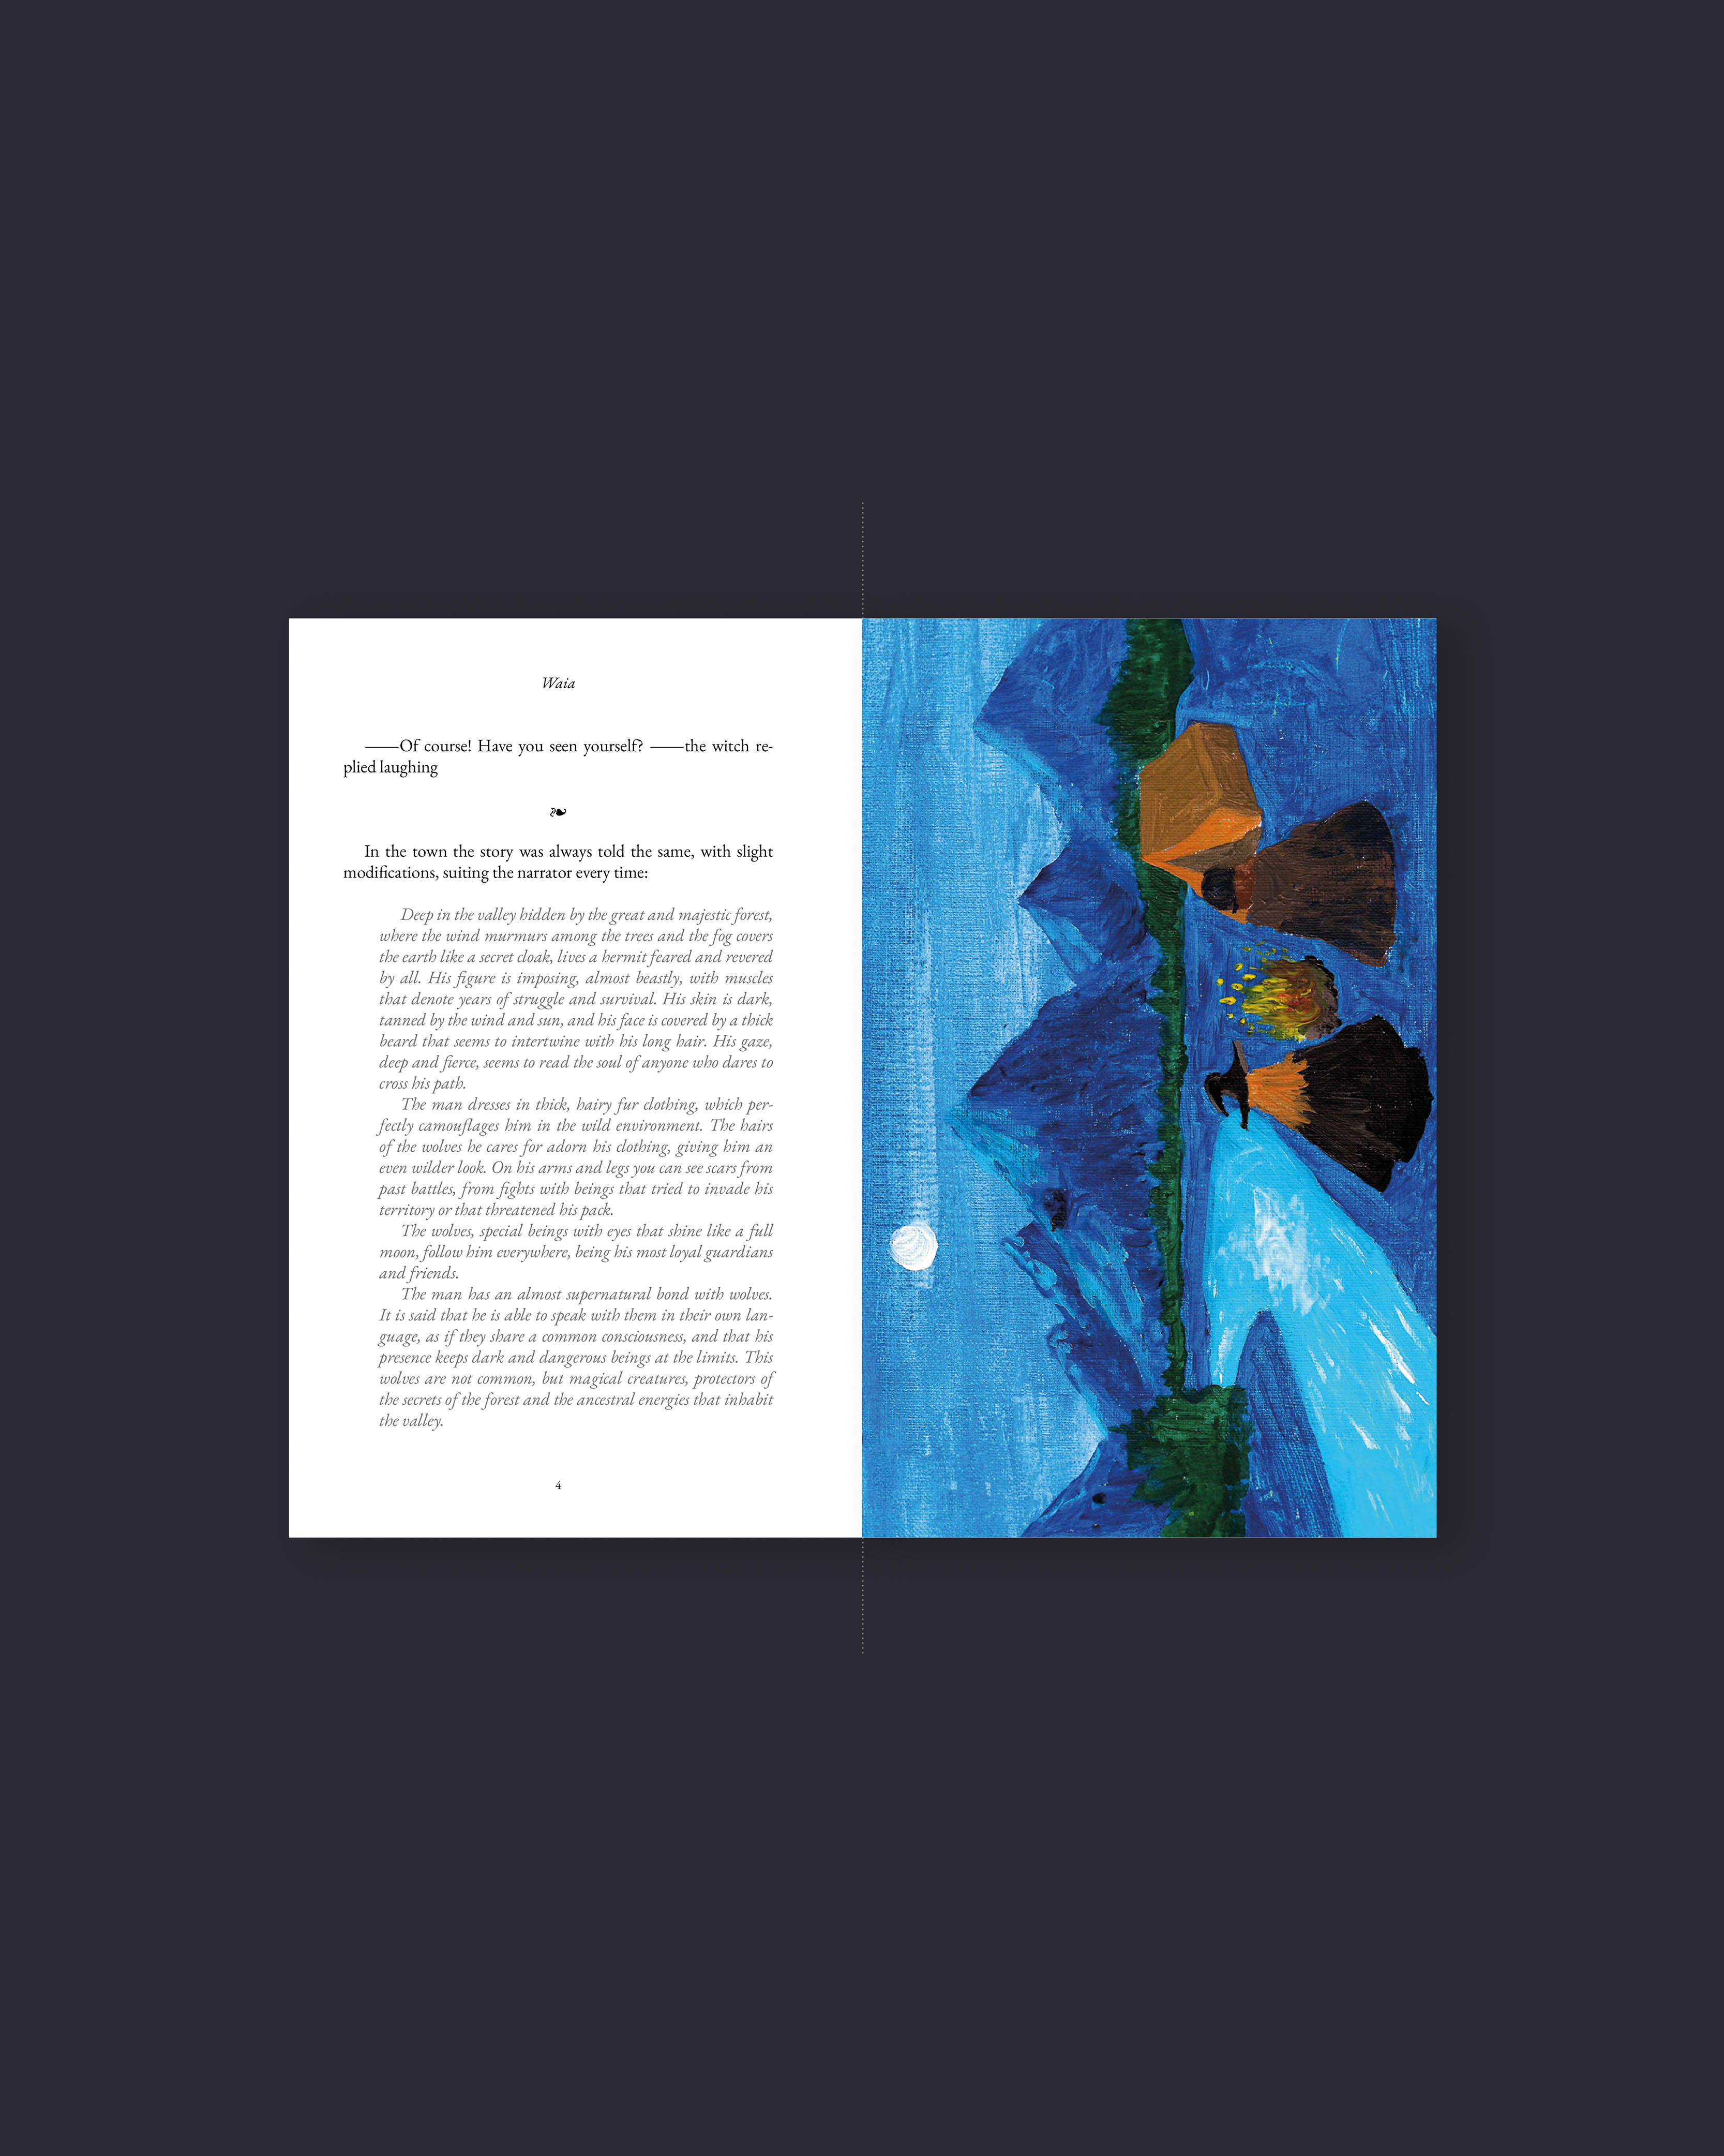 Waia
——Of course! Have you seen yourself? ——the witch re-
plied laughing
❧
In the town the story was always told the same, with slight
modifications, suiting the narrator every time:
Deep in the valley hidden by the great and majestic forest,
where the wind murmurs among the trees and the fog covers
the earth like a secret cloak, lives a hermit feared and revered
by all. His figure is imposing, almost beastly, with muscles
that denote years of struggle and survival. His skin is dark,
tanned by the wind and sun, and his face is covered by a thick
beard that seems to intertwine with his long hair. His gaze,
deep and fierce, seems to read the soul of anyone who dares to
cross his path.
The man dresses in thick, hairy fur clothing, which per-
fectly camouflages him in the wild environment. The hairs
of the wolves he cares for adorn his clothing, giving him an
even wilder look. On his arms and legs you can see scars from
past battles, from fights with beings that tried to invade his
territory or that threatened his pack.
The wolves, special beings with eyes that shine like a full
moon, follow him everywhere, being his most loyal guardians
and friends.
The man has an almost supernatural bond with wolves.
It is said that he is able to speak with them in their own lan-
guage, as if they share a common consciousness, and that his
presence keeps dark and dangerous beings at the limits. This
wolves are not common, but magical creatures, protectors of
the secrets of the forest and the ancestral energies that inhabit
the valley.
4